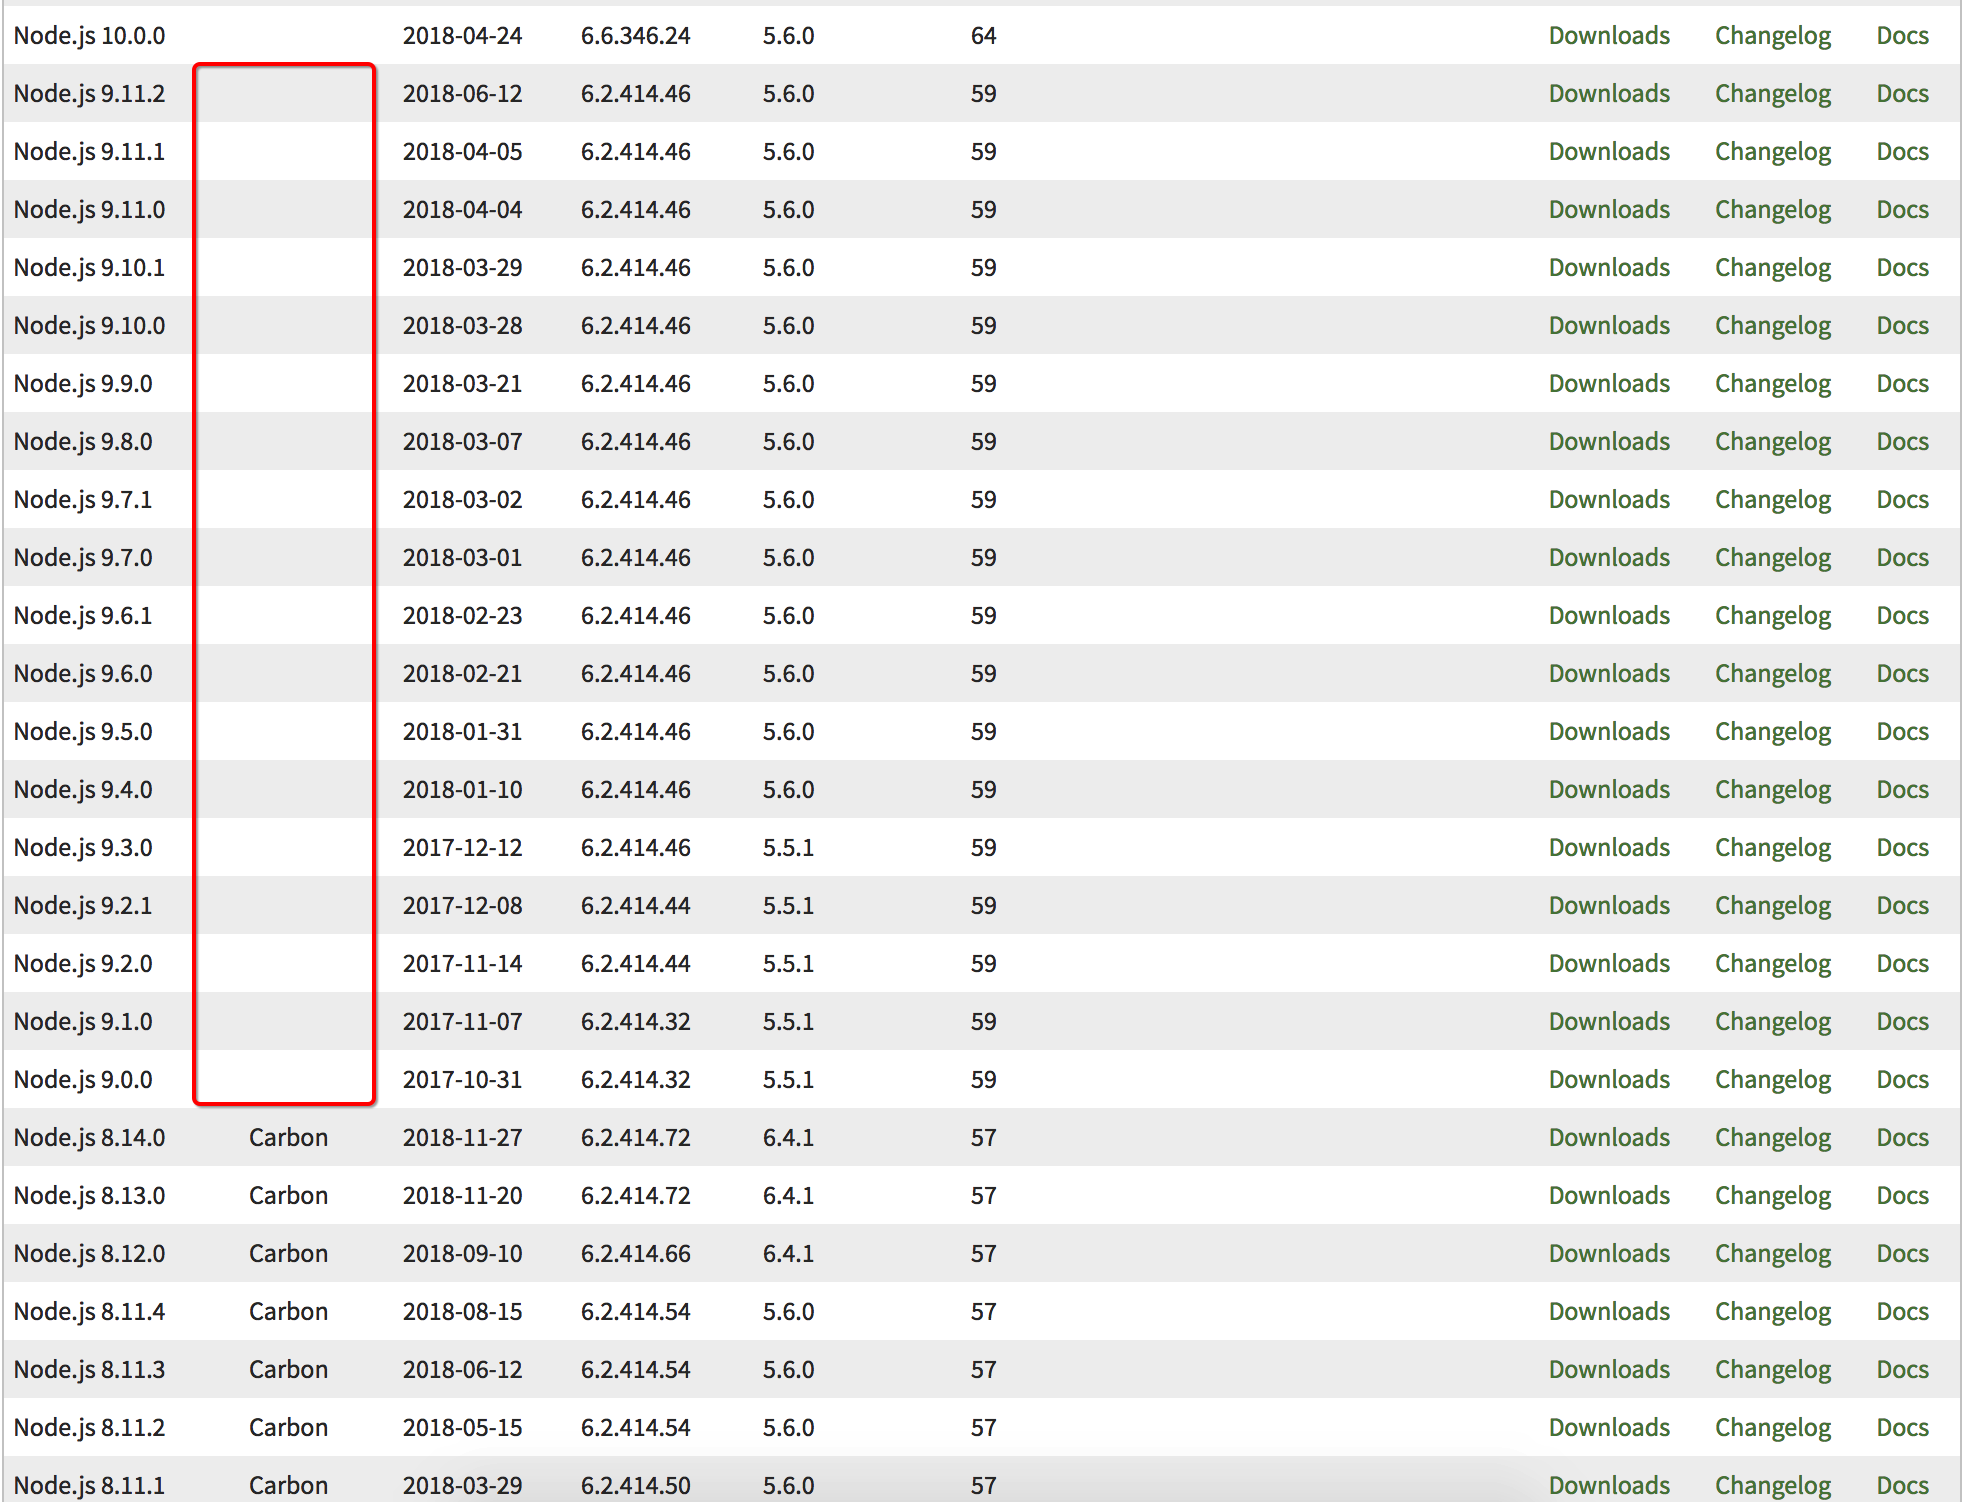 Node.js 10.0.0 2018-04-24 6.6.346.24 5.6.0 64 Downloads Changelog Docs
Node.js 9.11.2 2018-06-12 6.2.414.46 5.6.0 59 Downloads Changelog Docs
Node.js 9.11.1 2018-04-05 6.2.414.46 5.6.0 59 Downloads Changelog Docs
Node.js 9.11.0 2018-04-04 6.2.414.46 5.6.0 59 Downloads Changelog Docs
Node.js 9.10.1 2018-03-29 6.2.414.46 5.6.0 59 Downloads Changelog Docs
Node.js 9.10.0 2018-03-28 6.2.414.46 5.6.0 59 Downloads Changelog Docs
Node.js 9.9.0 2018-03-21 6.2.414.46 5.6.0 59 Downloads Changelog Docs
Node.js 9.8.0 2018-03-07 6.2.414.46 5.6.0 59 Downloads Changelog Docs
Node.js 9.7.1 2018-03-02 6.2.414.46 5.6.0 59 Downloads Changelog Docs
Node.js 9.7.0 2018-03-01 6.2.414.46 5.6.0 59 Downloads Changelog Docs
Node.js 9.6.1 2018-02-23 6.2.414.46 5.6.0 59 Downloads Changelog Docs
Node.js 9.6.0 2018-02-21 6.2.414.46 5.6.0 59 Downloads Changelog Docs
Node.js 9.5.0 2018-01-31 6.2.414.46 5.6.0 59 Downloads Changelog Docs
Node.js 9.4.0 2018-01-10 6.2.414.46 5.6.0 59 Downloads Changelog Docs
Node.js 9.3.0 2017-12-12 6.2.414.46 5.5.1 59 Downloads Changelog Docs
Node.js 9.2.1 2017-12-08 6.2.414.44 5.5.1 59 Downloads Changelog Docs
Node.js 9.2.0 2017-11-14 6.2.414.44 5.5.1 59 Downloads Changelog Docs
Node.js 9.1.0 2017-11-07 6.2.414.32 5.5.1 59 Downloads Changelog Docs
Node.js 9.0.0 2017-10-31 6.2.414.32 5.5.1 59 Downloads Changelog Docs
Node.js 8.14.0 Carbon 2018-11-27 6.2.414.72 6.4.1 57 Downloads Changelog Docs
Node.js 8.13.0 Carbon 2018-11-20 6.2.414.72 6.4.1 57 Downloads Changelog Docs
Node.js 8.12.0 Carbon 2018-09-10 6.2.414.66 6.4.1 57 Downloads Changelog Docs
Node.js 8.11.4 Carbon 2018-08-15 6.2.414.54 5.6.0 57 Downloads Changelog Docs
Node.js 8.11.3 Carbon 2018-06-12 6.2.414.54 5.6.0 57 Downloads Changelog Docs
Node.js 8.11.2 Carbon 2018-05-15 6.2.414.54 5.6.0 57 Downloads Changelog Docs
Node.js 8.11.1 Carbon 2018-03-29 6.2.414.50 5.6.0 57 Downloads Changelog Docs